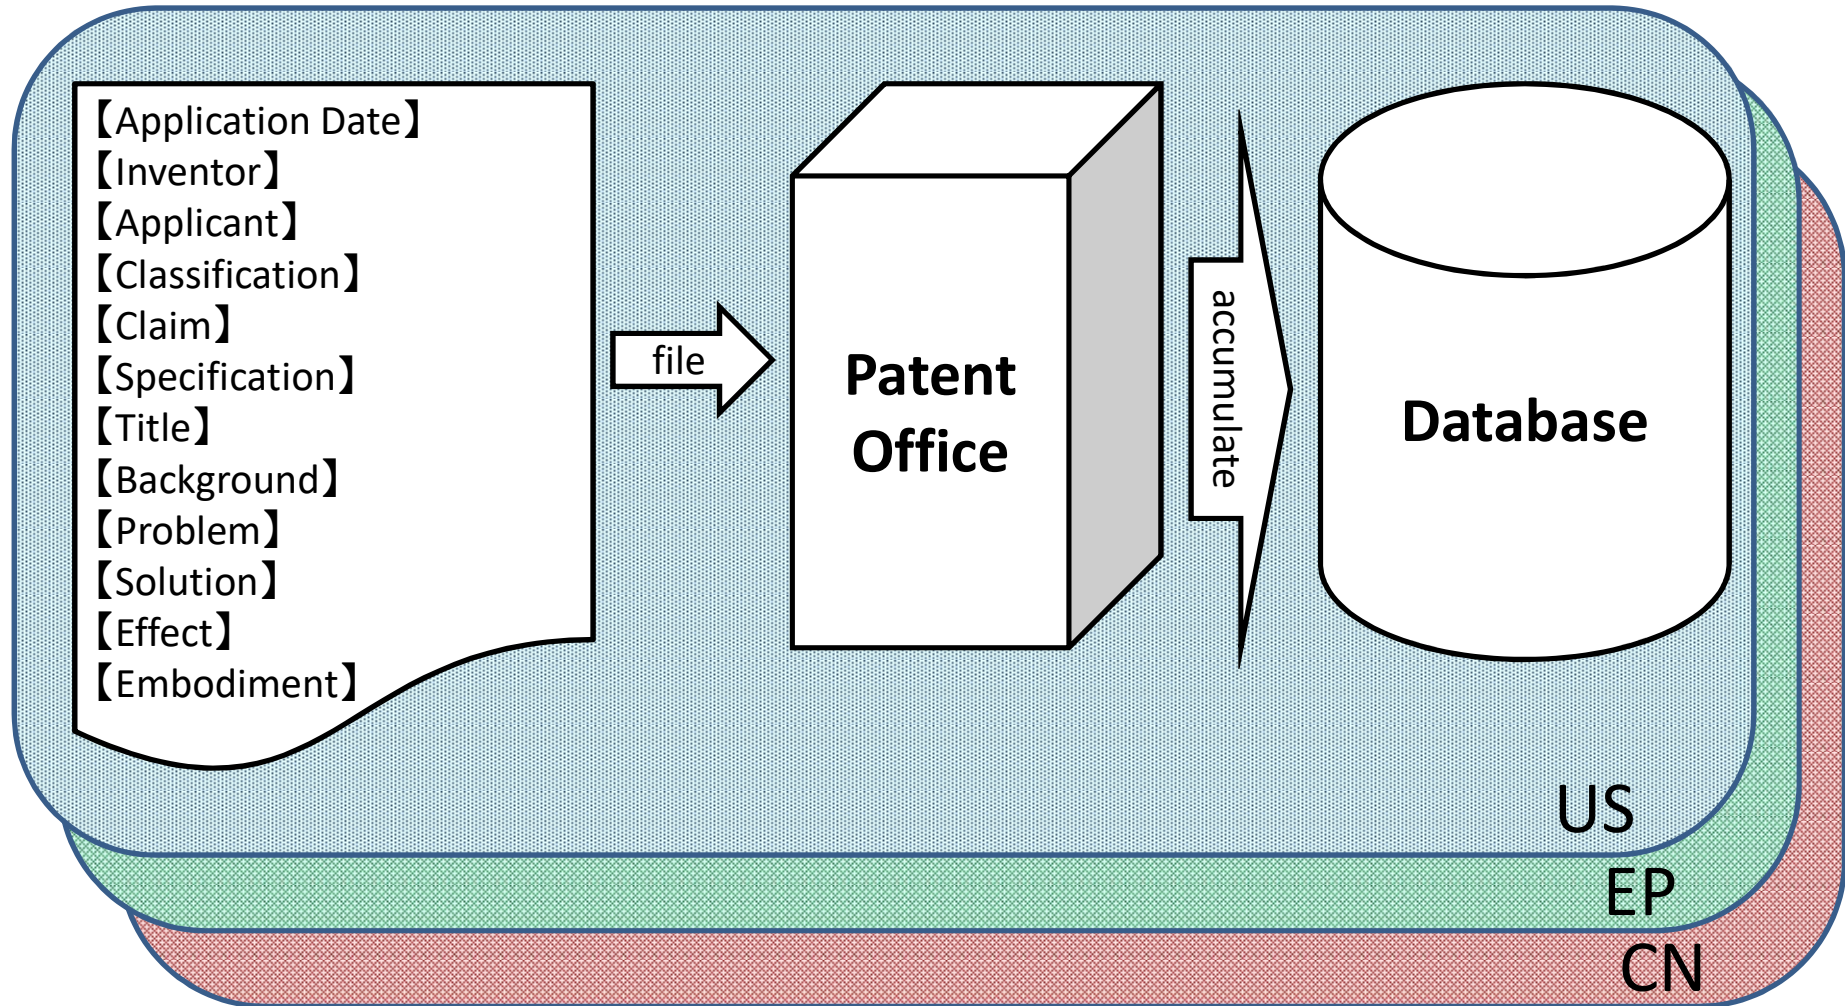 【Application Date】
【Inventor】
【Applicant】
【Classification】
【Claim】
【Specification】
【Title】
【Background】
【Problem】
【Solution】
【Effect】
【Embodiment】
file
Patent
Office
accumulate
Database
US
EP
CN